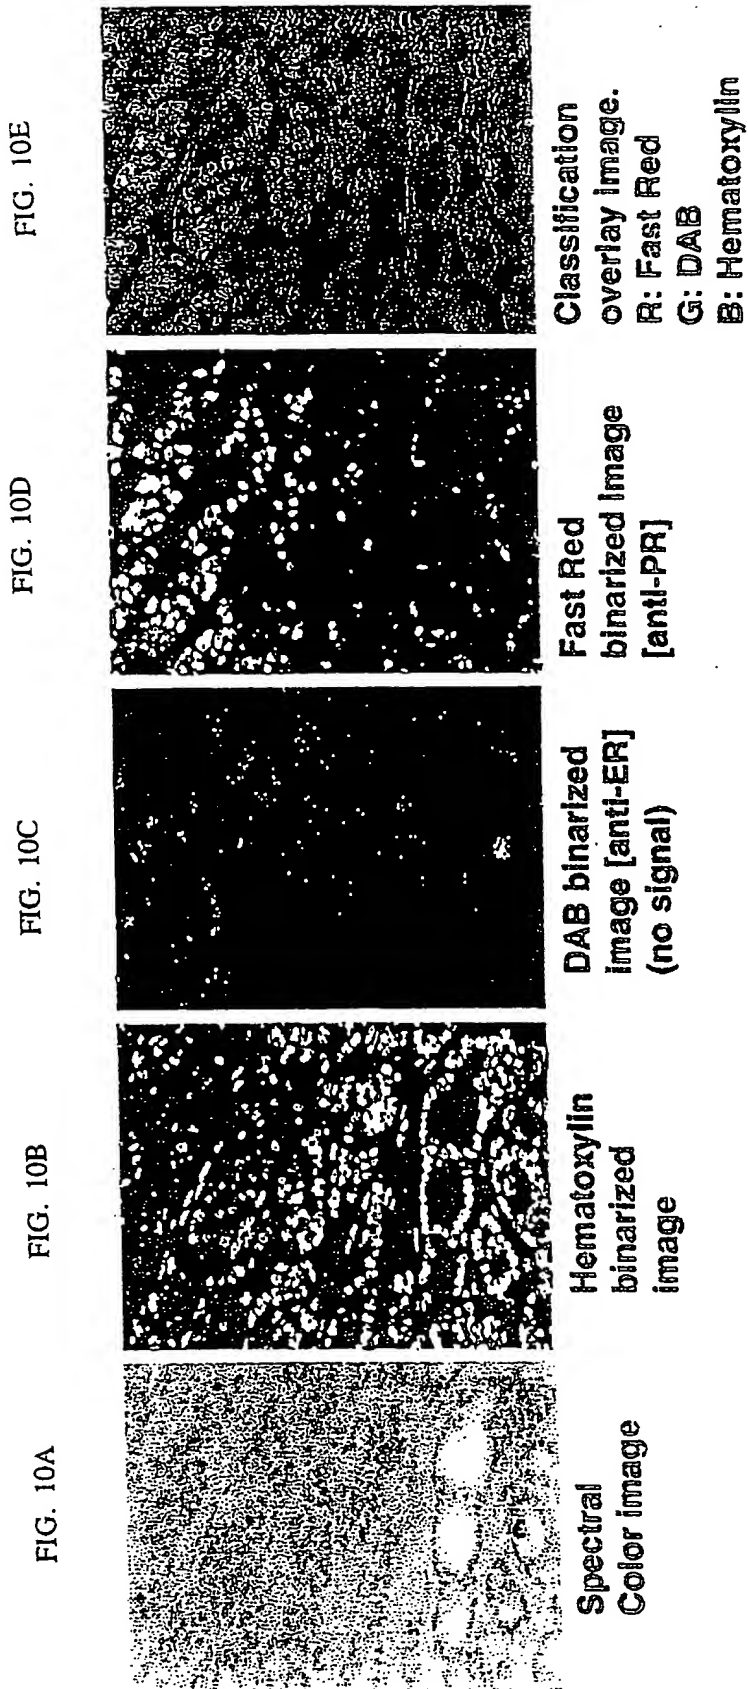 FIG. 10A
Spectral
Color image
FIG. 10B
Hematoxylin
binarized
image
FIG. 10C
DAB binarized
image [anti-ER]
(no signal)
FIG. 10D
Fast Red
binarized image
[anti-PR]
FIG. 10E
Classification
overlay image.
R: Fast Red
G: DAB
B: Hematoxylin